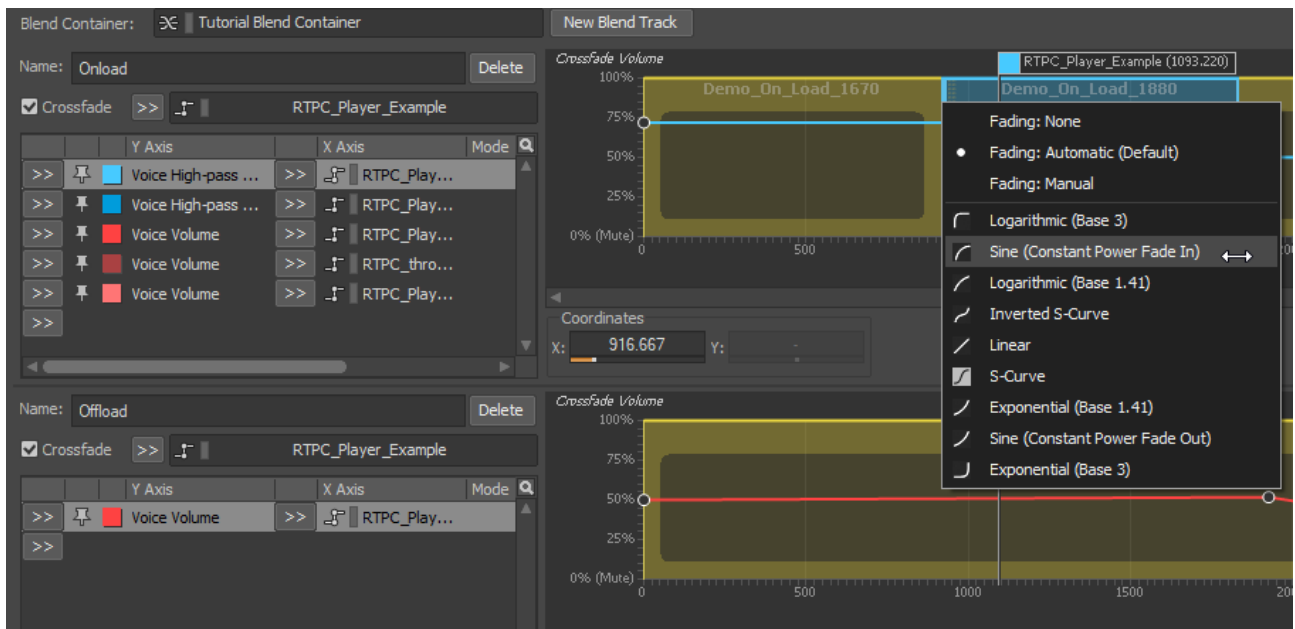 Blend Container: Tutorial Blend Container New Blend Track
Name: Onload Delete
Crossfade >> RTPC_Player_Example
Y Axis X Axis Mode
>> Voice High-pass ... >> RTPC_Play...
>> Voice High-pass ... >> RTPC_Play...
>> Voice Volume >> RTPC_Play...
>> Voice Volume >> RTPC_thro...
>> Voice Volume >> RTPC_Play...
>>
Crossfade Volume
RTPC_Player_Example (1093.220)
100%
Demo_On_Load_1670 Demo_On_Load_1880
75%
50%
25%
0% (Mute)
0 500
Coordinates
X: 916.667 Y: -
Fading: None
Fading: Automatic (Default)
Fading: Manual
Logarithmic (Base 3)
Sine (Constant Power Fade In)
Logarithmic (Base 1.41)
Inverted S-Curve
Linear
S-Curve
Exponential (Base 1.41)
Sine (Constant Power Fade Out)
Exponential (Base 3)
Name: Offload Delete
Crossfade >> RTPC_Player_Example
Y Axis X Axis Mode
>> Voice Volume >> RTPC_Play...
>>
Crossfade Volume
100%
75%
50%
25%
0% (Mute)
0 500 1000 1500